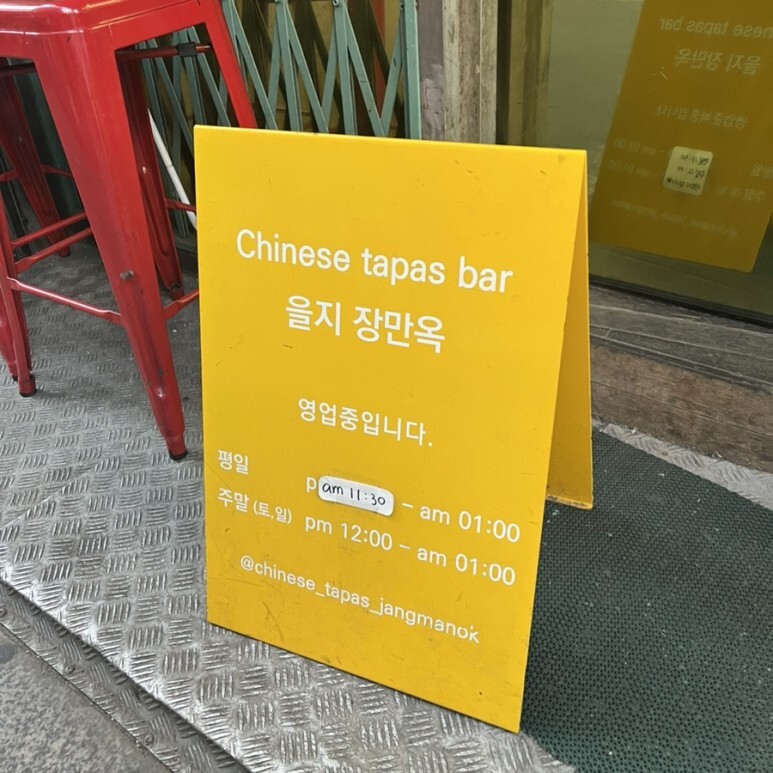 Chinese tapas bar
을지 장만옥
영업중입니다.
평일 p am 11:30 – am 01:00
주말 (토,일) pm 12:00 – am 01:00
@chinese_tapas_jangmanok